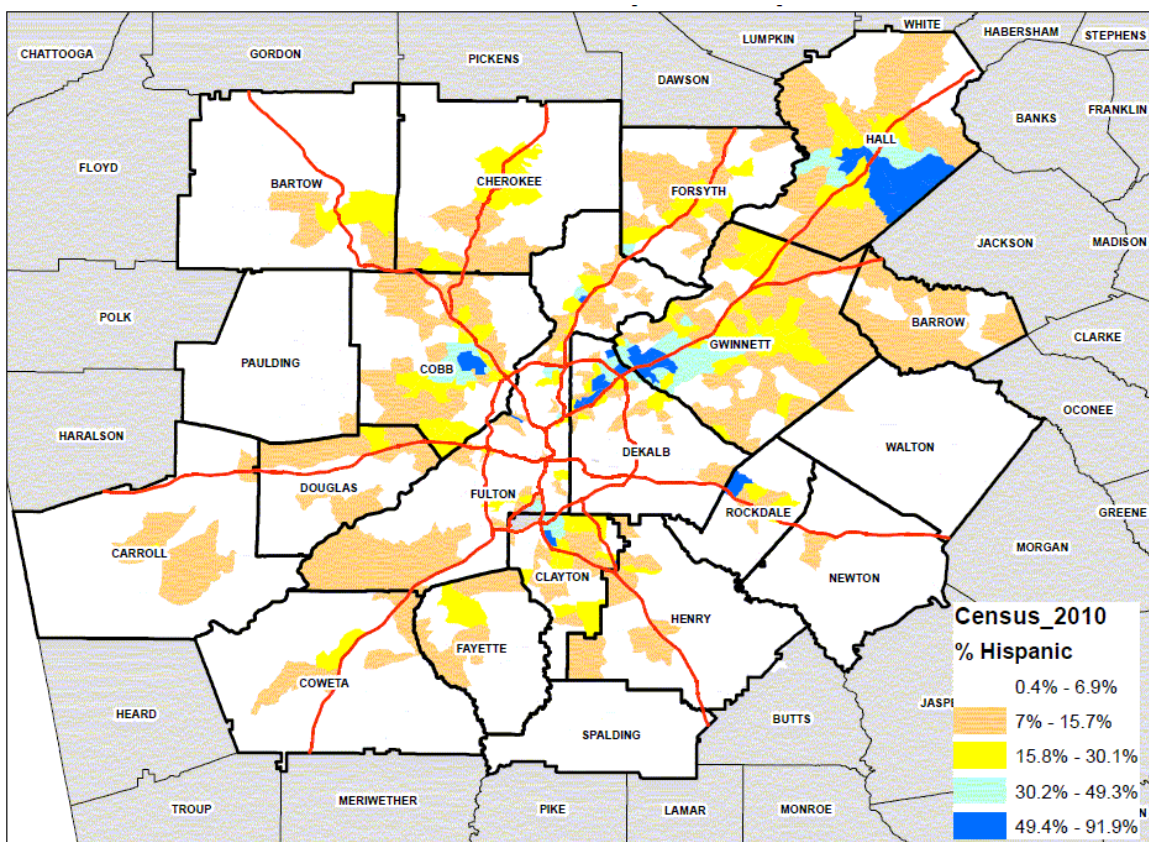 WHITE
HABERSHAM
STEPHENS
CHATTOOGA
GORDON
PICKENS
LUMPKIN
DAWSON
BANKS
FRANKLIN
FLOYD
HALL
BARTOW
CHEROKEE
FORSYTH
JACKSON
MADISON
POLK
BARROW
CLARKE
GWINNETT
PAULDING
COBB
OCONEE
HARALSON
WALTON
DEKALB
DOUGLAS
FULTON
ROCKDALE
GREENE
CARROLL
MORGAN
CLAYTON
NEWTON
HENRY
FAYETTE
COWETA
HEARD
BUTTS
JASP
SPALDING
TROUP
MERIWETHER
PIKE
LAMAR
MONROE
N
Census_2010
% Hispanic
0.4% - 6.9%
7% - 15.7%
15.8% - 30.1%
30.2% - 49.3%
49.4% - 91.9%